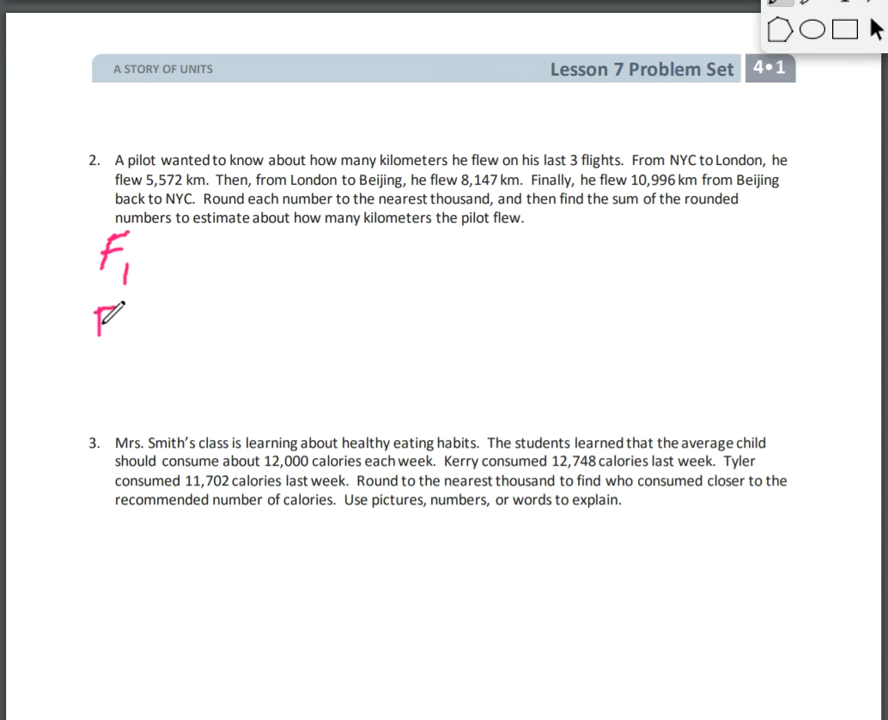 A STORY OF UNITS
Lesson 7 Problem Set 4•1
2. A pilot wanted to know about how many kilometers he flew on his last 3 flights. From NYC to London, he
flew 5,572 km. Then, from London to Beijing, he flew 8,147 km. Finally, he flew 10,996 km from Beijing
back to NYC. Round each number to the nearest thousand, and then find the sum of the rounded
numbers to estimate about how many kilometers the pilot flew.
F1
F
3. Mrs. Smith’s class is learning about healthy eating habits. The students learned that the average child
should consume about 12,000 calories each week. Kerry consumed 12,748 calories last week. Tyler
consumed 11,702 calories last week. Round to the nearest thousand to find who consumed closer to the
recommended number of calories. Use pictures, numbers, or words to explain.